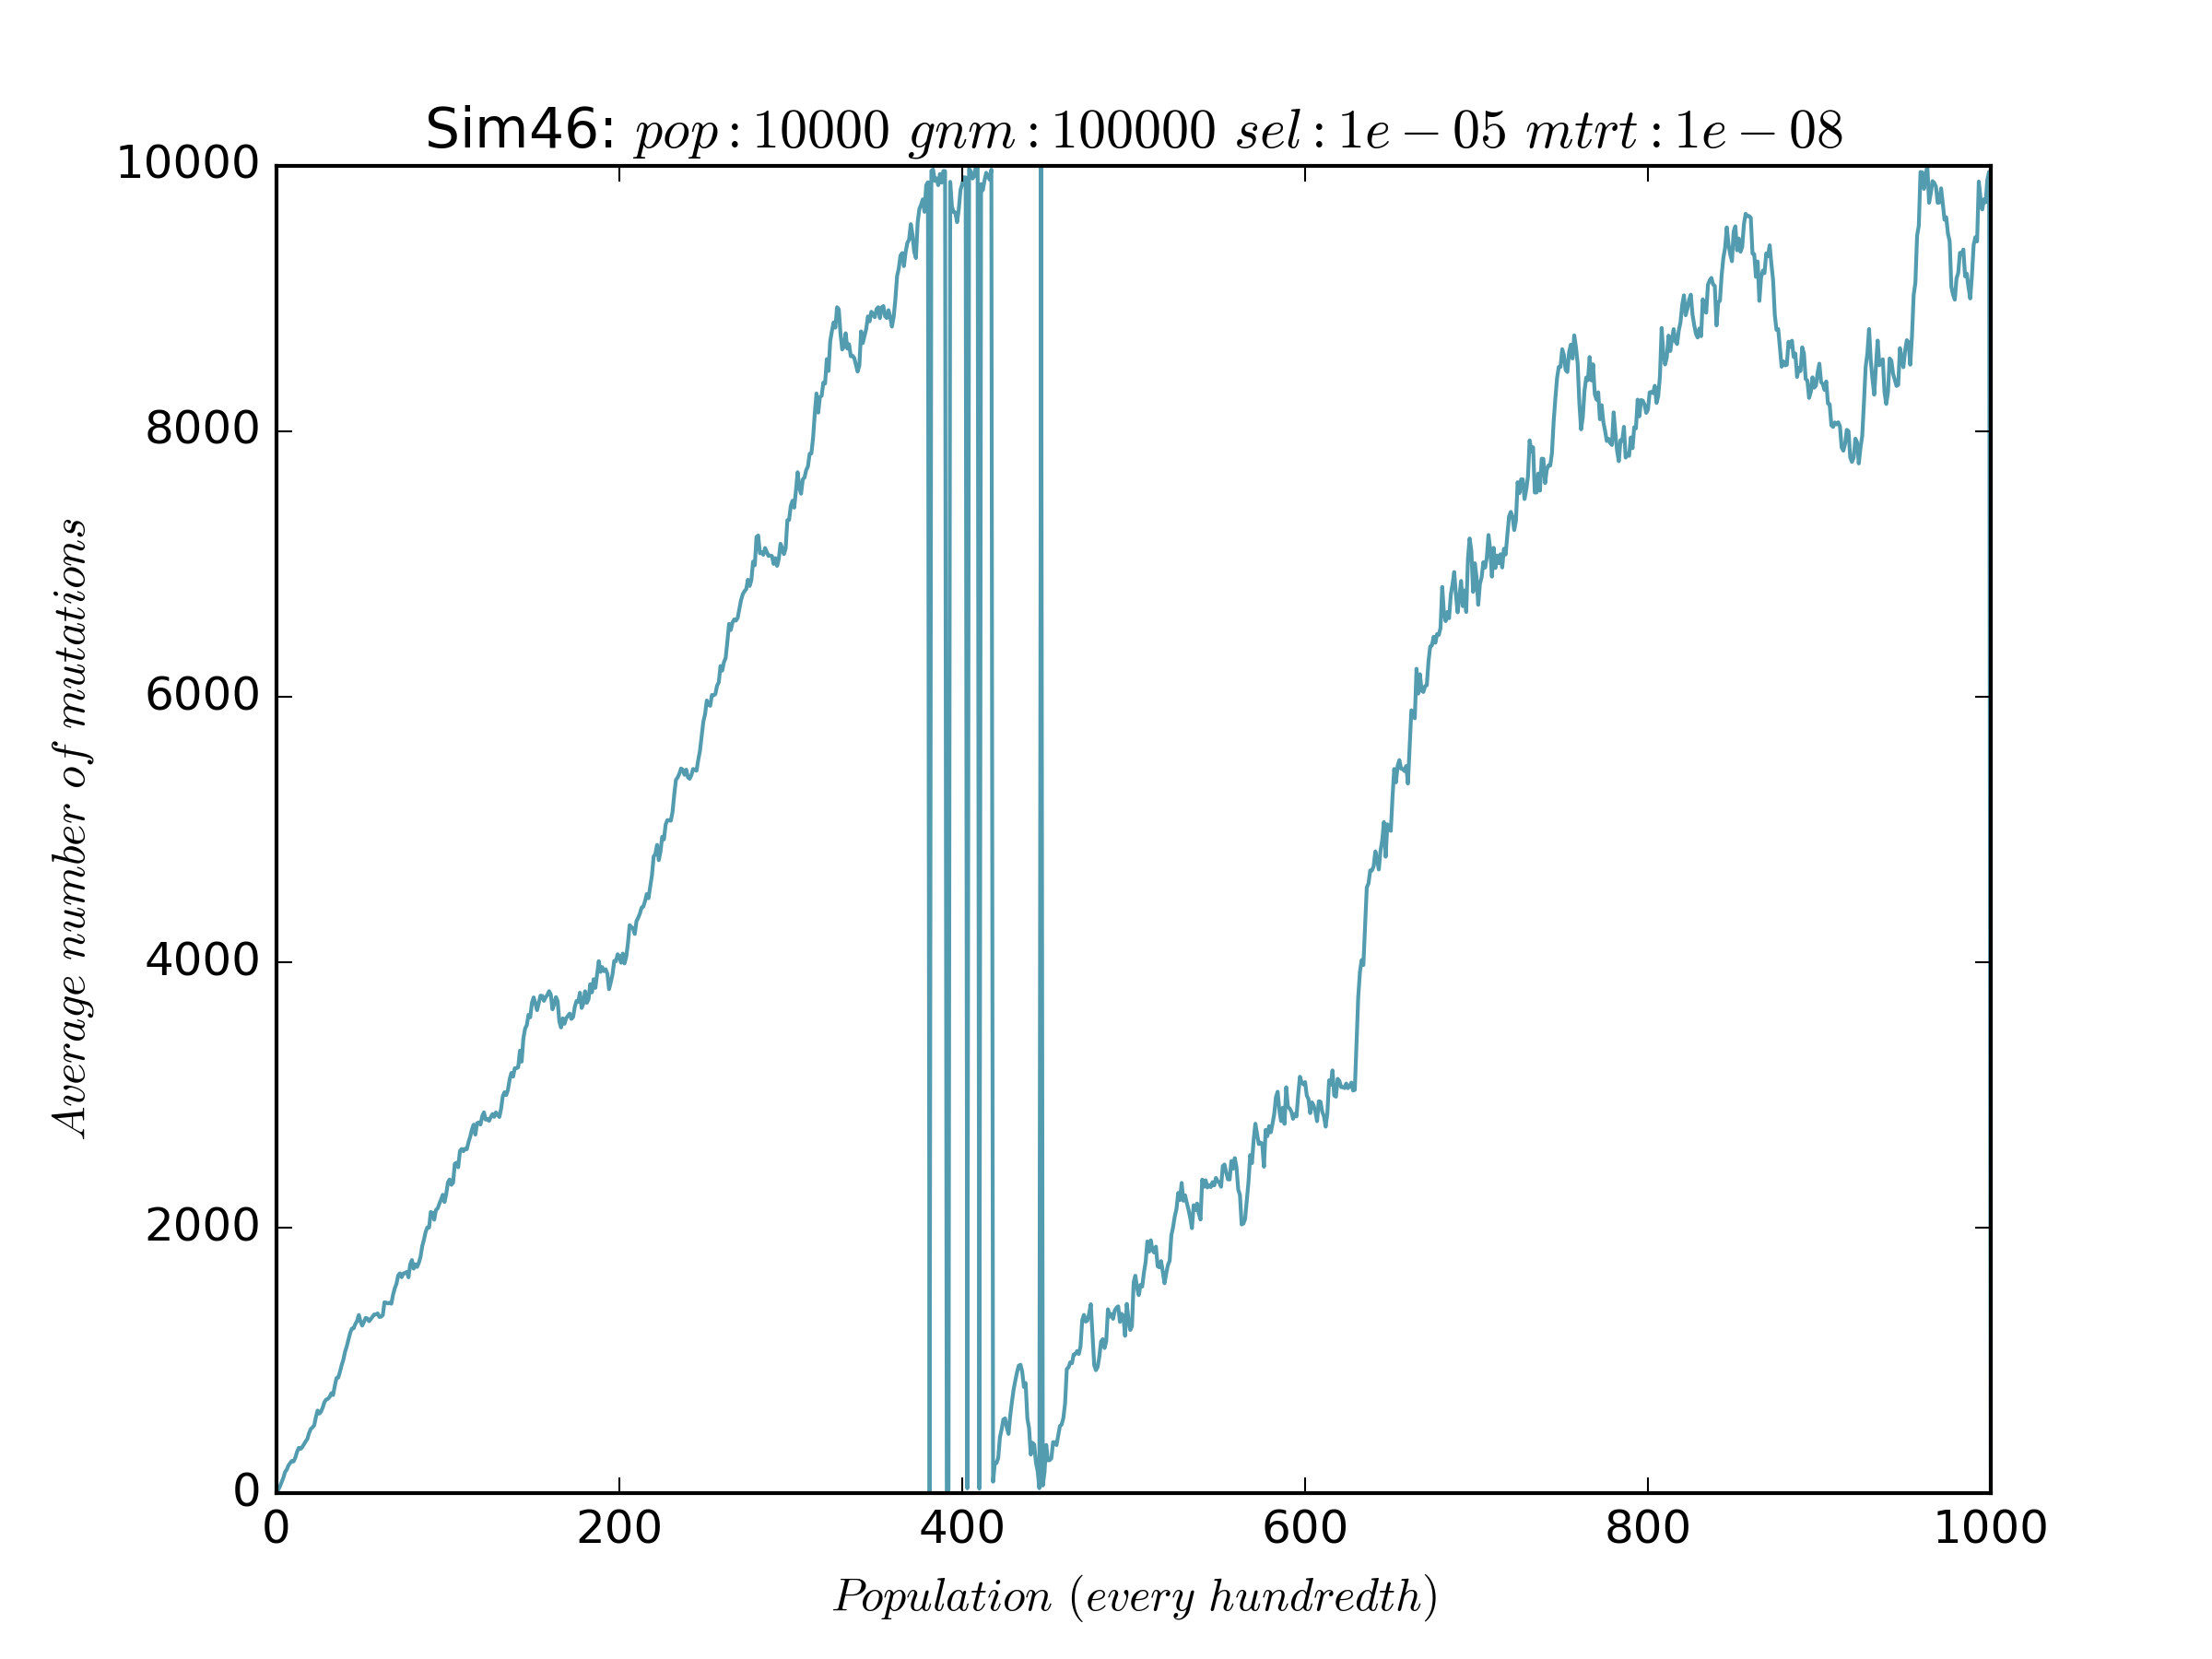 Sim46: pop : 10000 gnm : 100000 sel : 1e − 05 mtrt : 1e − 08
10000
8000
6000
4000
2000
0
Average number of mutations
0 200 400 600 800 1000
Population (every hundredth)